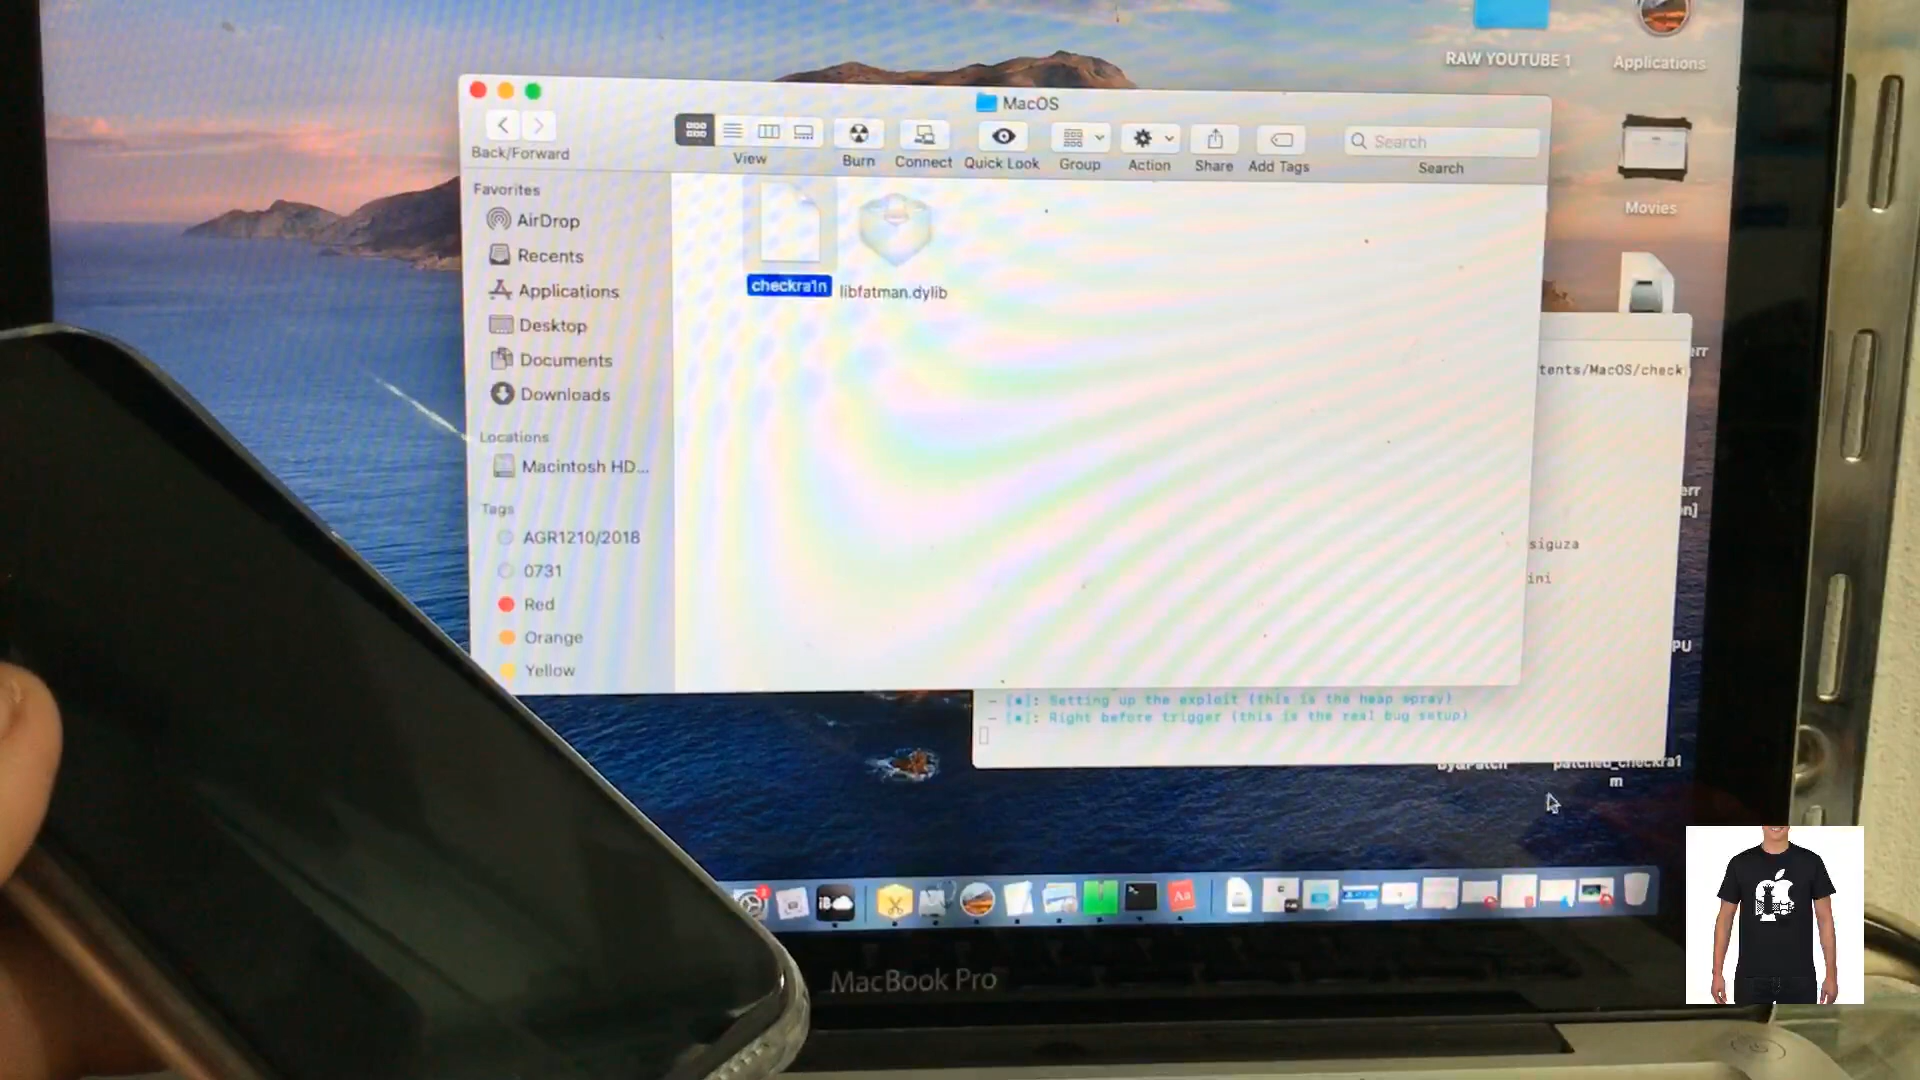 RAW YOUTUBE 1
Applications
MacOS
Back/Forward
View
Burn
Connect
Quick Look
Group
Action
Share
Add Tags
Search
Search
Favorites
AirDrop
Recents
Applications
Desktop
Documents
Downloads
Locations
Macintosh HD...
Tags
AGR1210/2018
0731
Red
Orange
Yellow
checkra1n
libfatman.dylib
Movies
tents/MacOS/check
siguza
ini
PU
- [*]: Setting up the exploit (this is the heap spray)
- [*]: Right before trigger (this is the real bug setup)
patched_checkra1
n
MacBook Pro